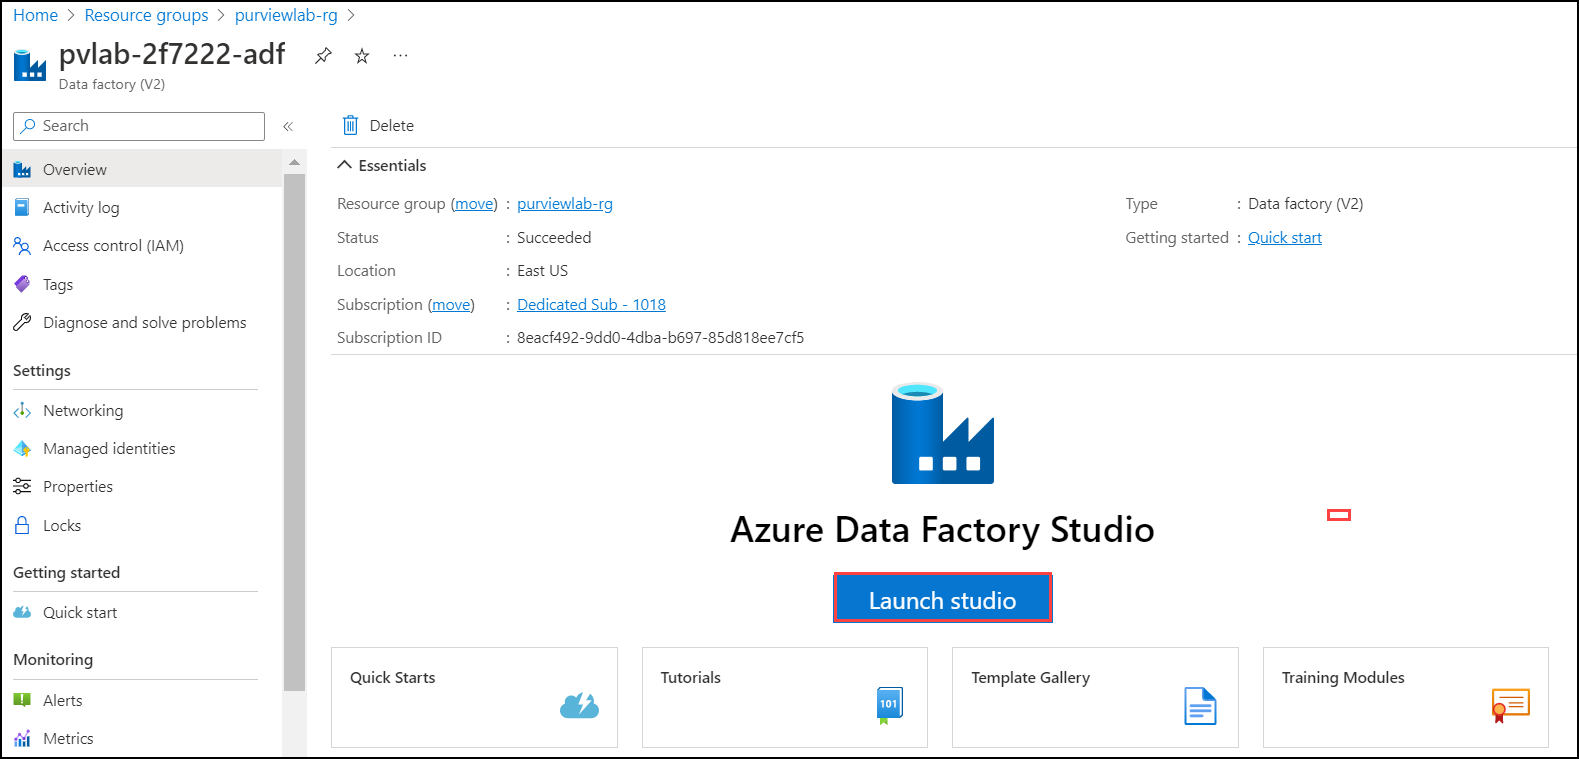 Home > Resource groups > purviewlab-rg >
pvlab-2f7222-adf ...
Data factory (V2)
Search «
Overview
Activity log
Access control (IAM)
Tags
Diagnose and solve problems
Settings
Networking
Managed identities
Properties
Locks
Getting started
Quick start
Monitoring
Alerts
Metrics
Delete
Essentials
Resource group (move) : purviewlab-rg
Status : Succeeded
Location : East US
Subscription (move) : Dedicated Sub - 1018
Subscription ID : 8eacf492-9dd0-4dba-b697-85d818ee7cf5
Type : Data factory (V2)
Getting started : Quick start
Azure Data Factory Studio
Launch studio
Quick Starts
Tutorials
101
Template Gallery
Training Modules